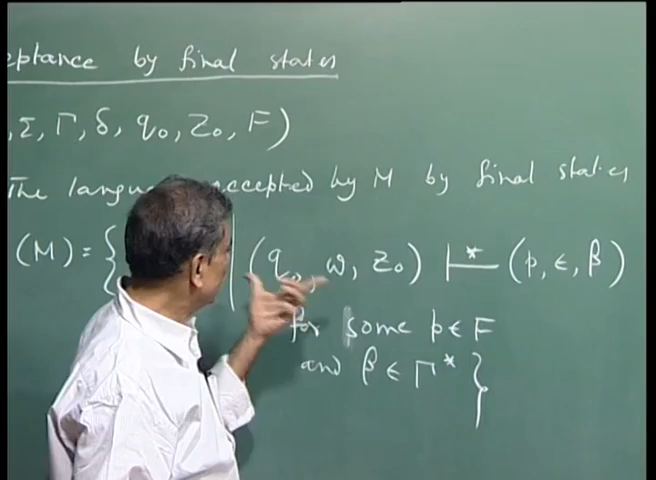 eptance by final states
, Σ, Γ, δ, q₀, Z₀, F)
The langu accepted by M by final states
(M) = { | (q₀, ω, Z₀) ⊢* (p, ε, β)
for some p ∈ F
and β ∈ Γ* }